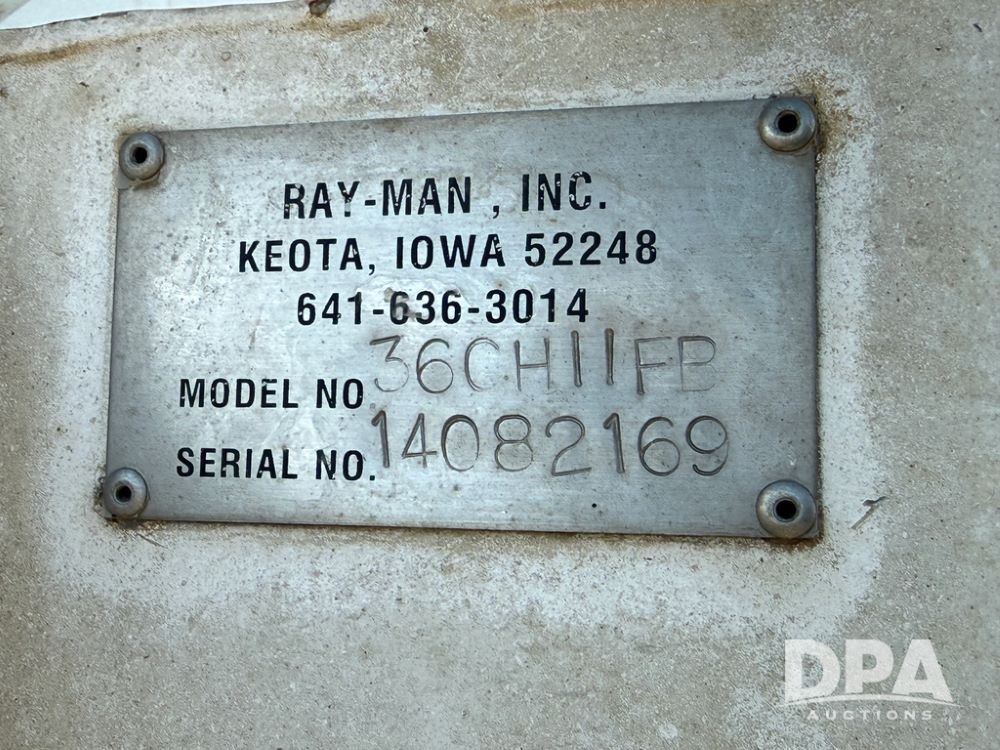 RAY-MAN , INC.
KEOTA, IOWA 52248
641-636-3014
MODEL NO. 36CH11FB
SERIAL NO. 14082169
DPA
AUCTIONS